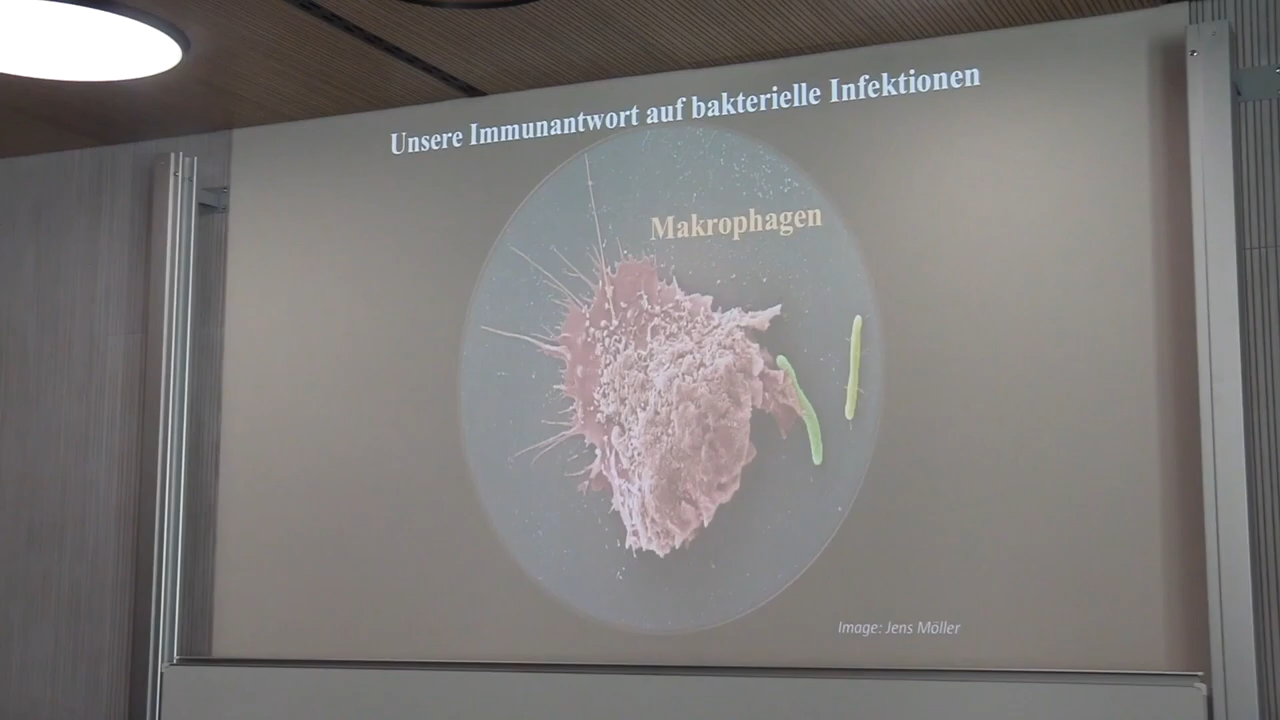 Unsere Immunantwort auf bakterielle Infektionen
Makrophagen
Image: Jens Möller